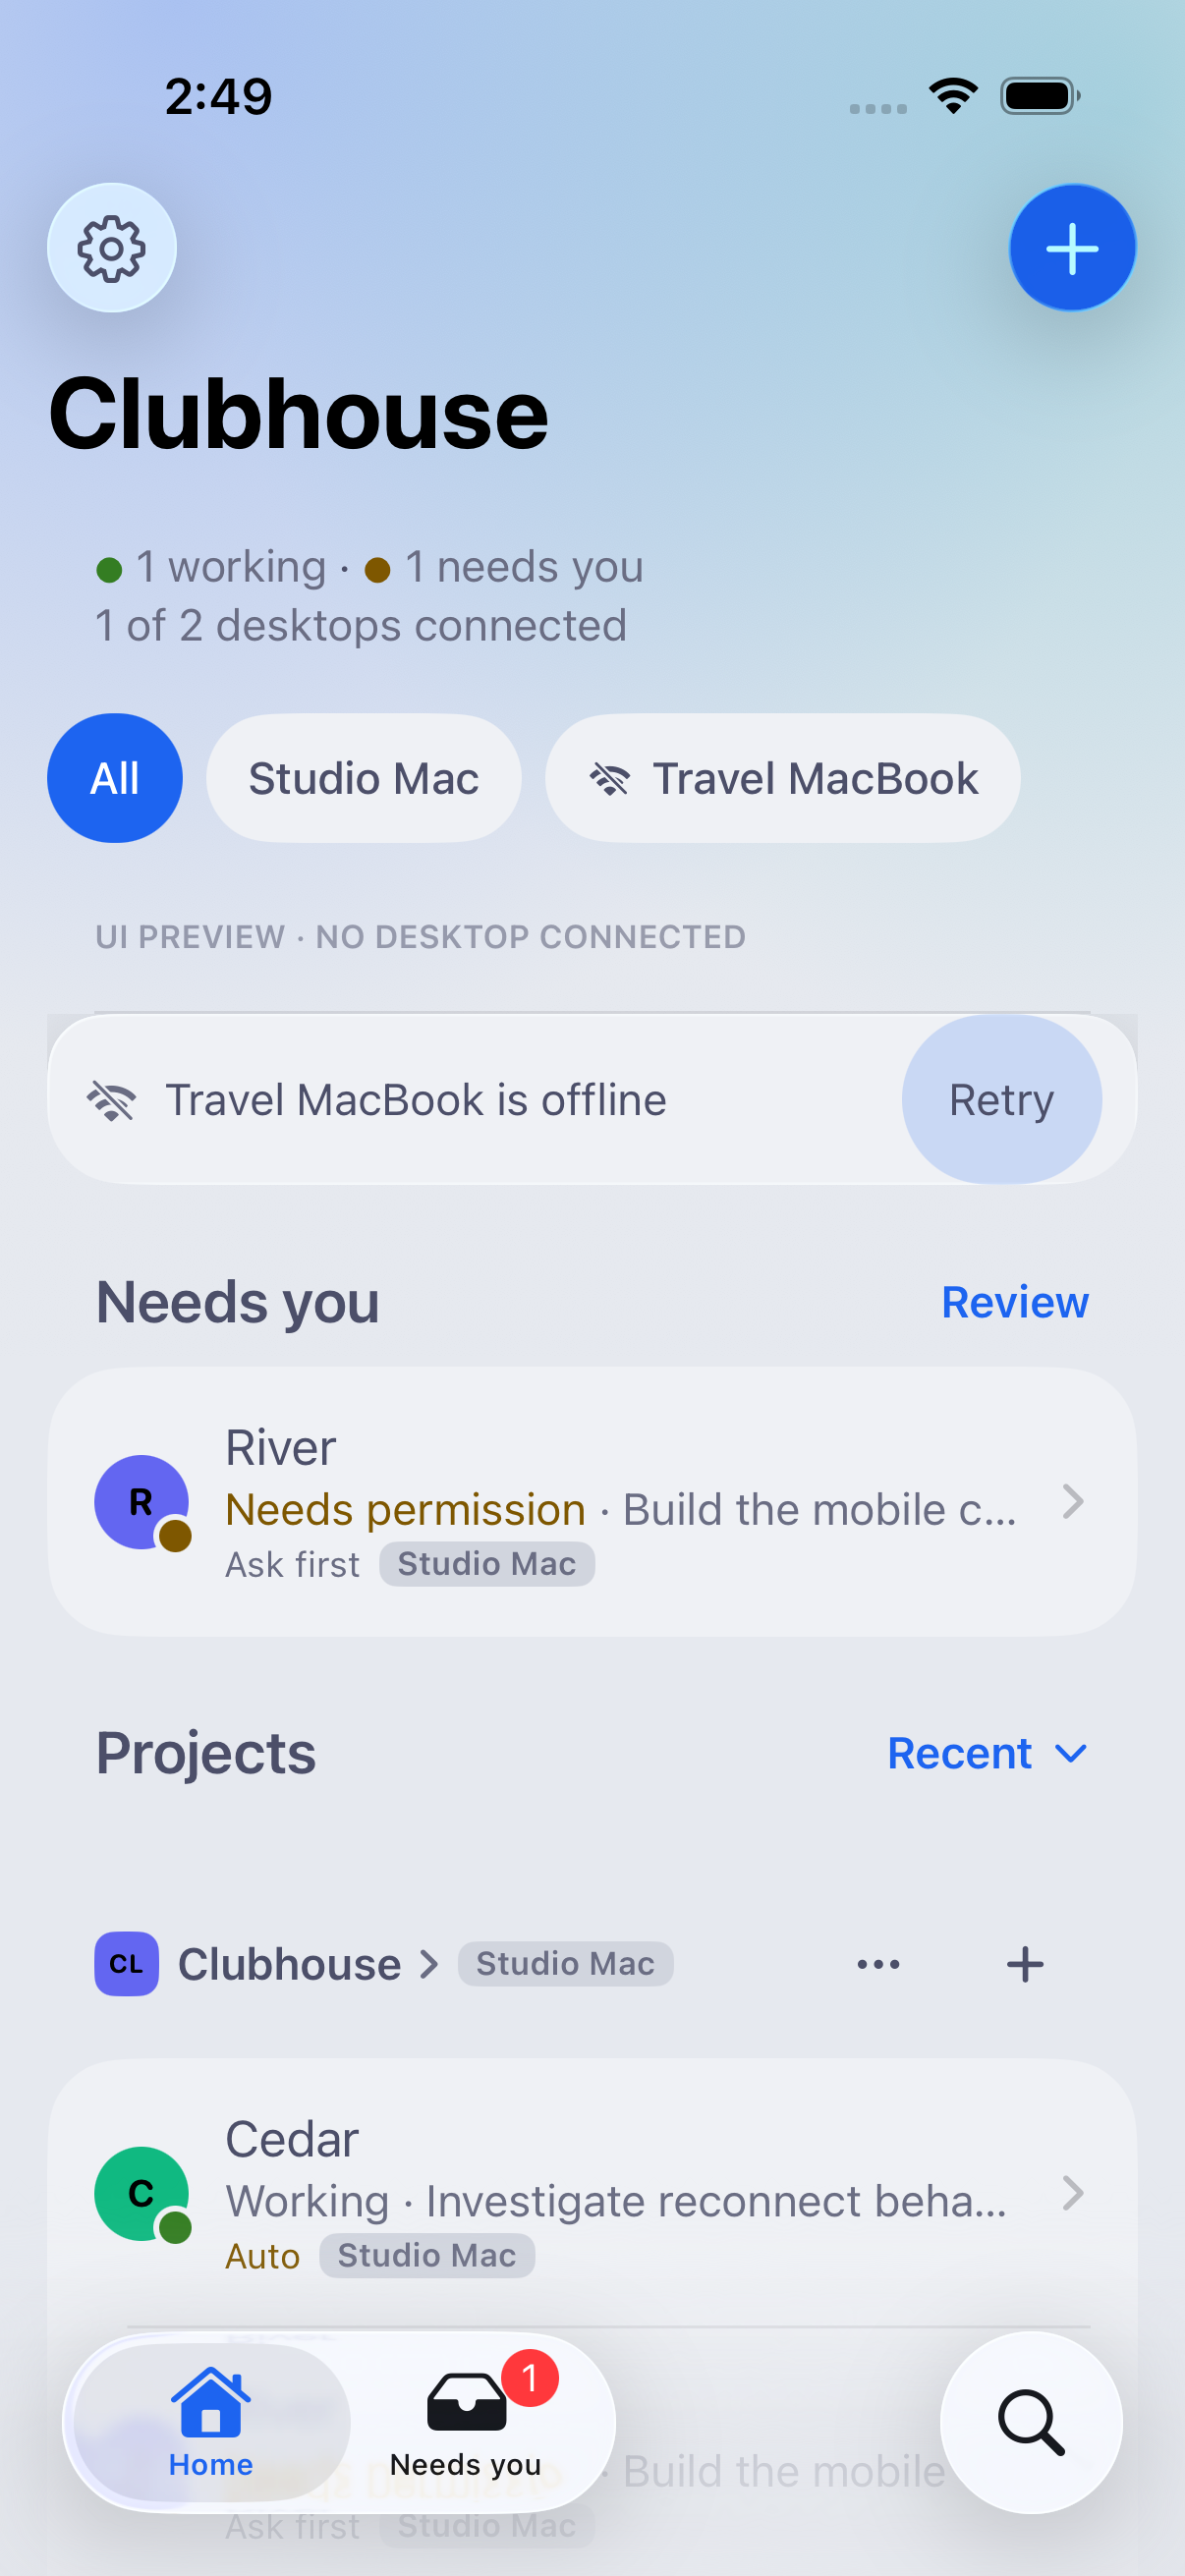 2:49
Clubhouse
1 working · 1 needs you
1 of 2 desktops connected
All
Studio Mac
Travel MacBook
UI PREVIEW · NO DESKTOP CONNECTED
Travel MacBook is offline
Retry
Needs you
Review
R
River
Needs permission · Build the mobile c...
Ask first
Studio Mac
Projects
Recent
CL
Clubhouse
Studio Mac
C
Cedar
Working · Investigate reconnect beha...
Auto
Studio Mac
1
· Build the mobile
Home
Needs you
Ask first
Studio Mac